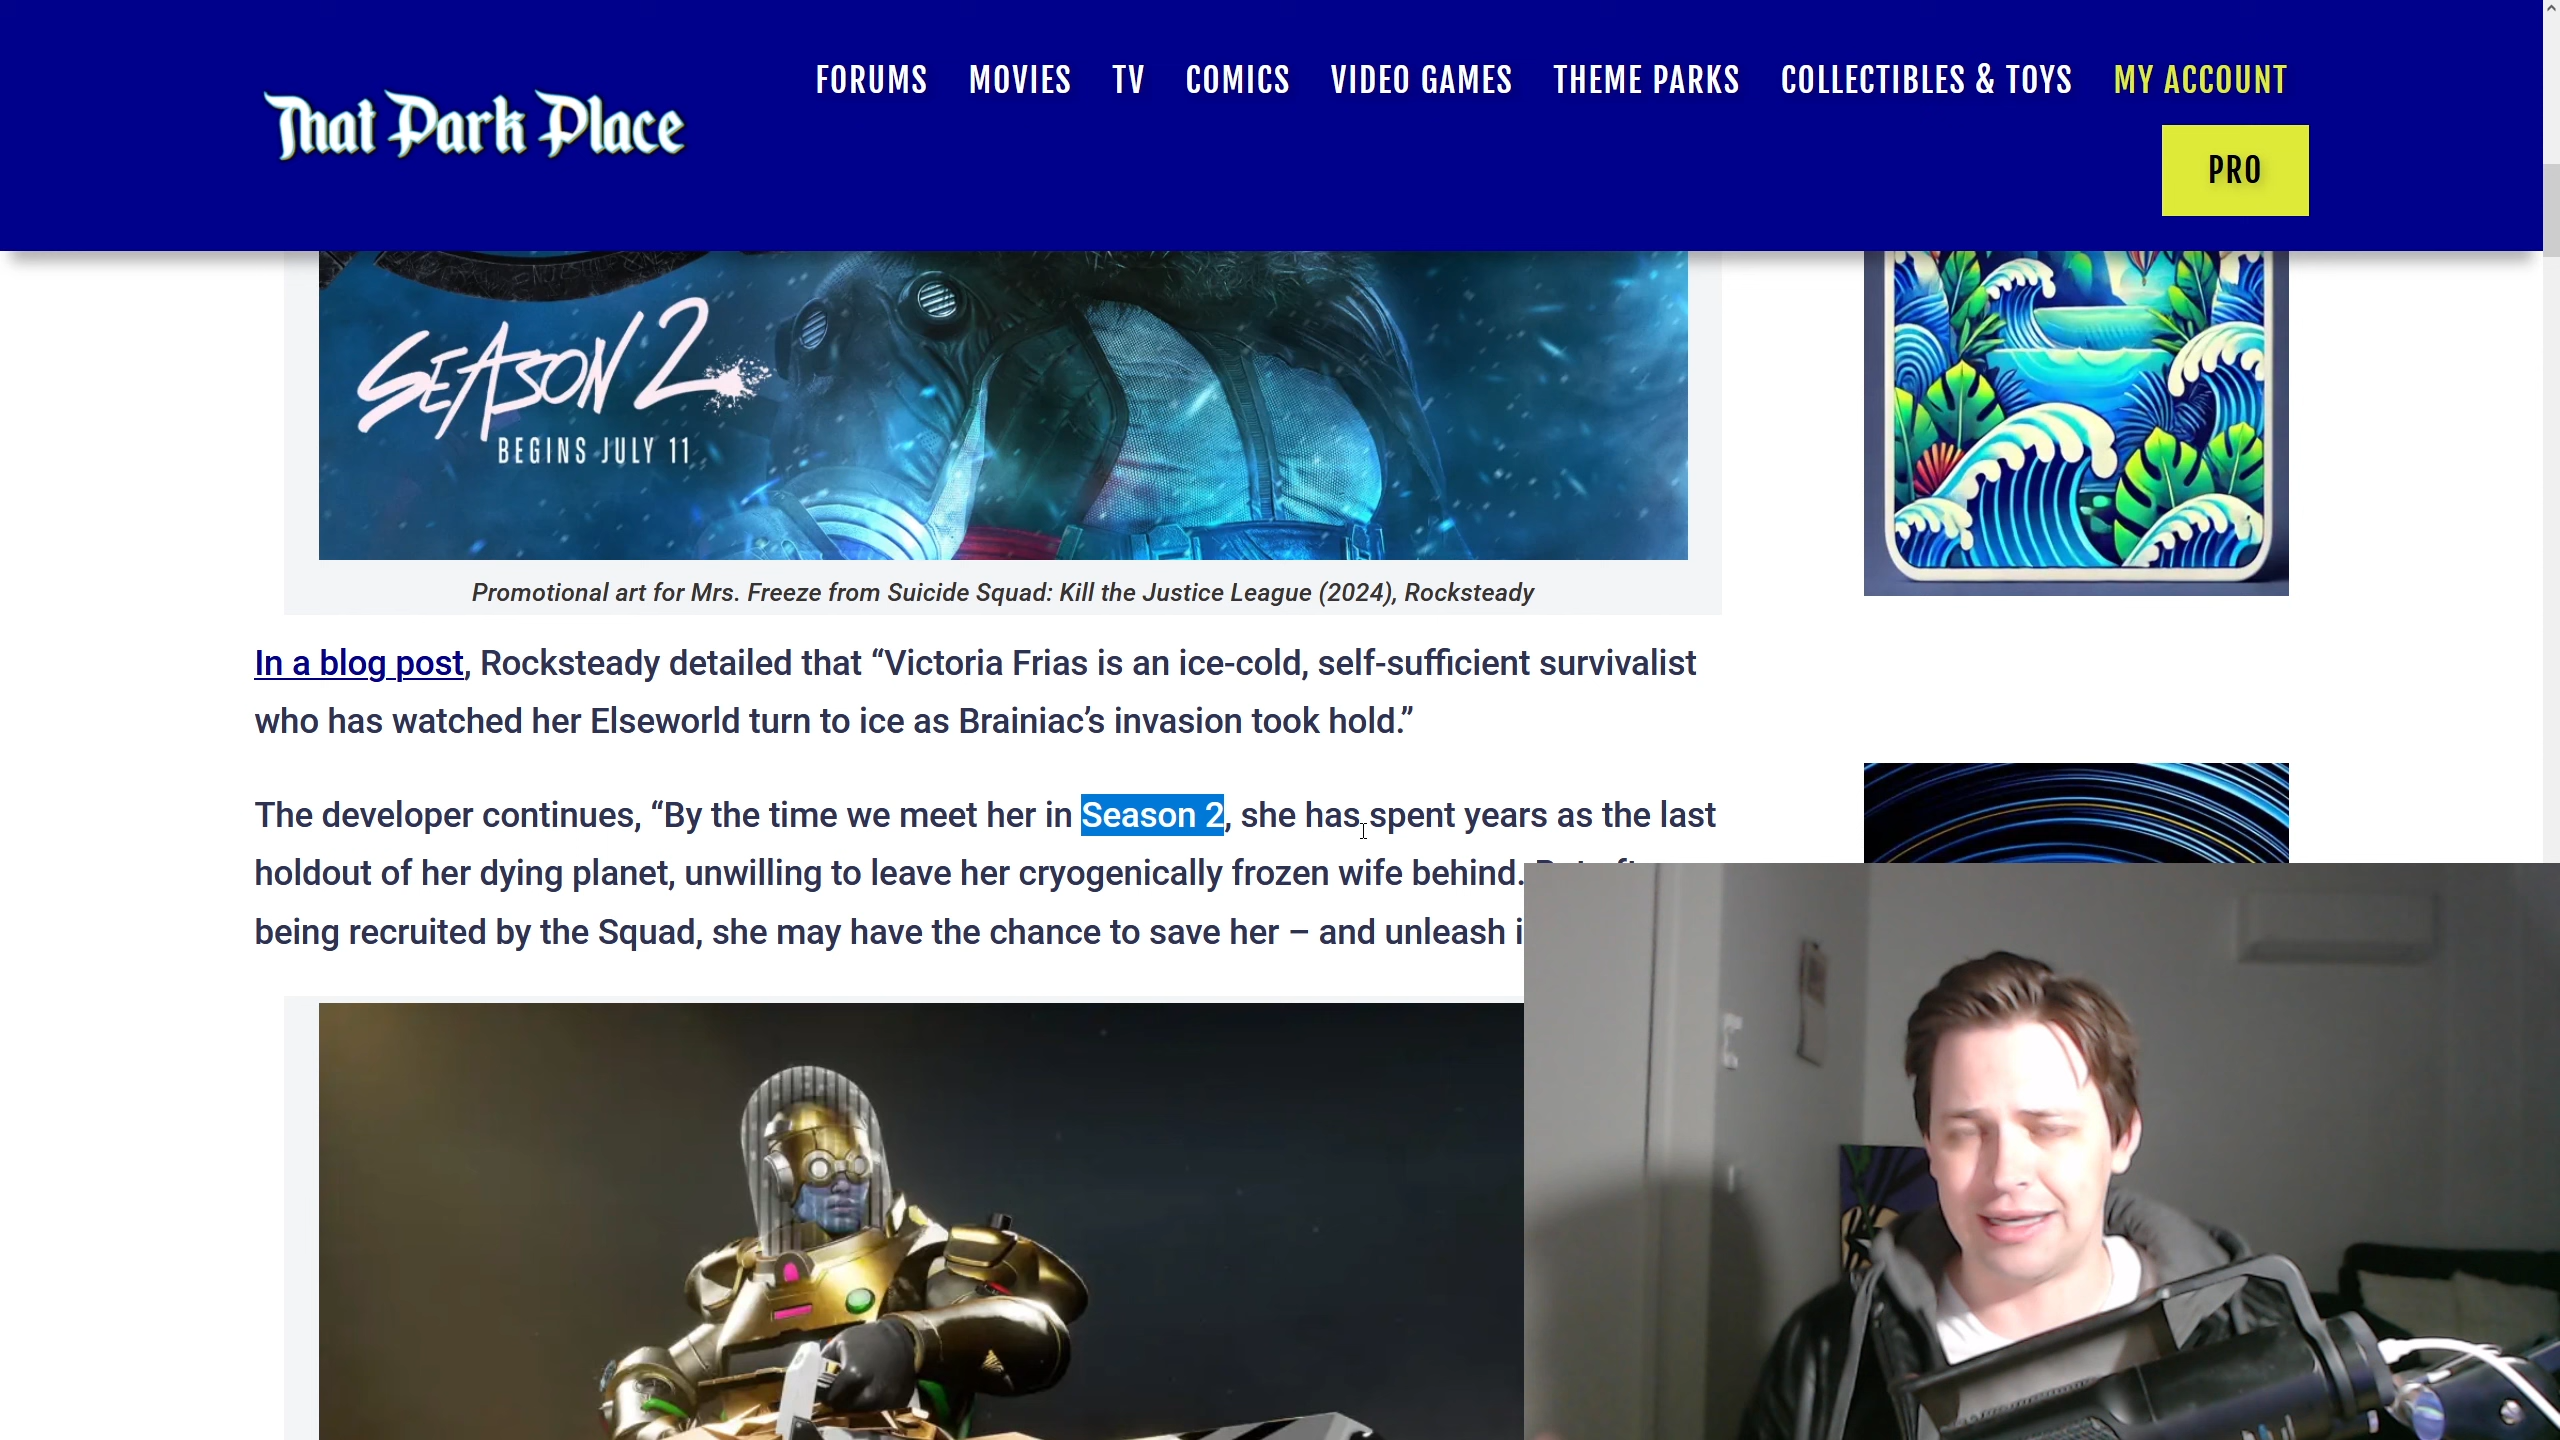 FORUMS MOVIES TV COMICS VIDEO GAMES THEME PARKS COLLECTIBLES & TOYS MY ACCOUNT
That Park Place
PRO
SEASON 2
BEGINS JULY 11
Promotional art for Mrs. Freeze from Suicide Squad: Kill the Justice League (2024), Rocksteady
In a blog post, Rocksteady detailed that “Victoria Frias is an ice-cold, self-sufficient survivalist
who has watched her Elseworld turn to ice as Brainiac’s invasion took hold.”
The developer continues, “By the time we meet her in Season 2, she has spent years as the last
holdout of her dying planet, unwilling to leave her cryogenically frozen wife behind.
being recruited by the Squad, she may have the chance to save her – and unleash